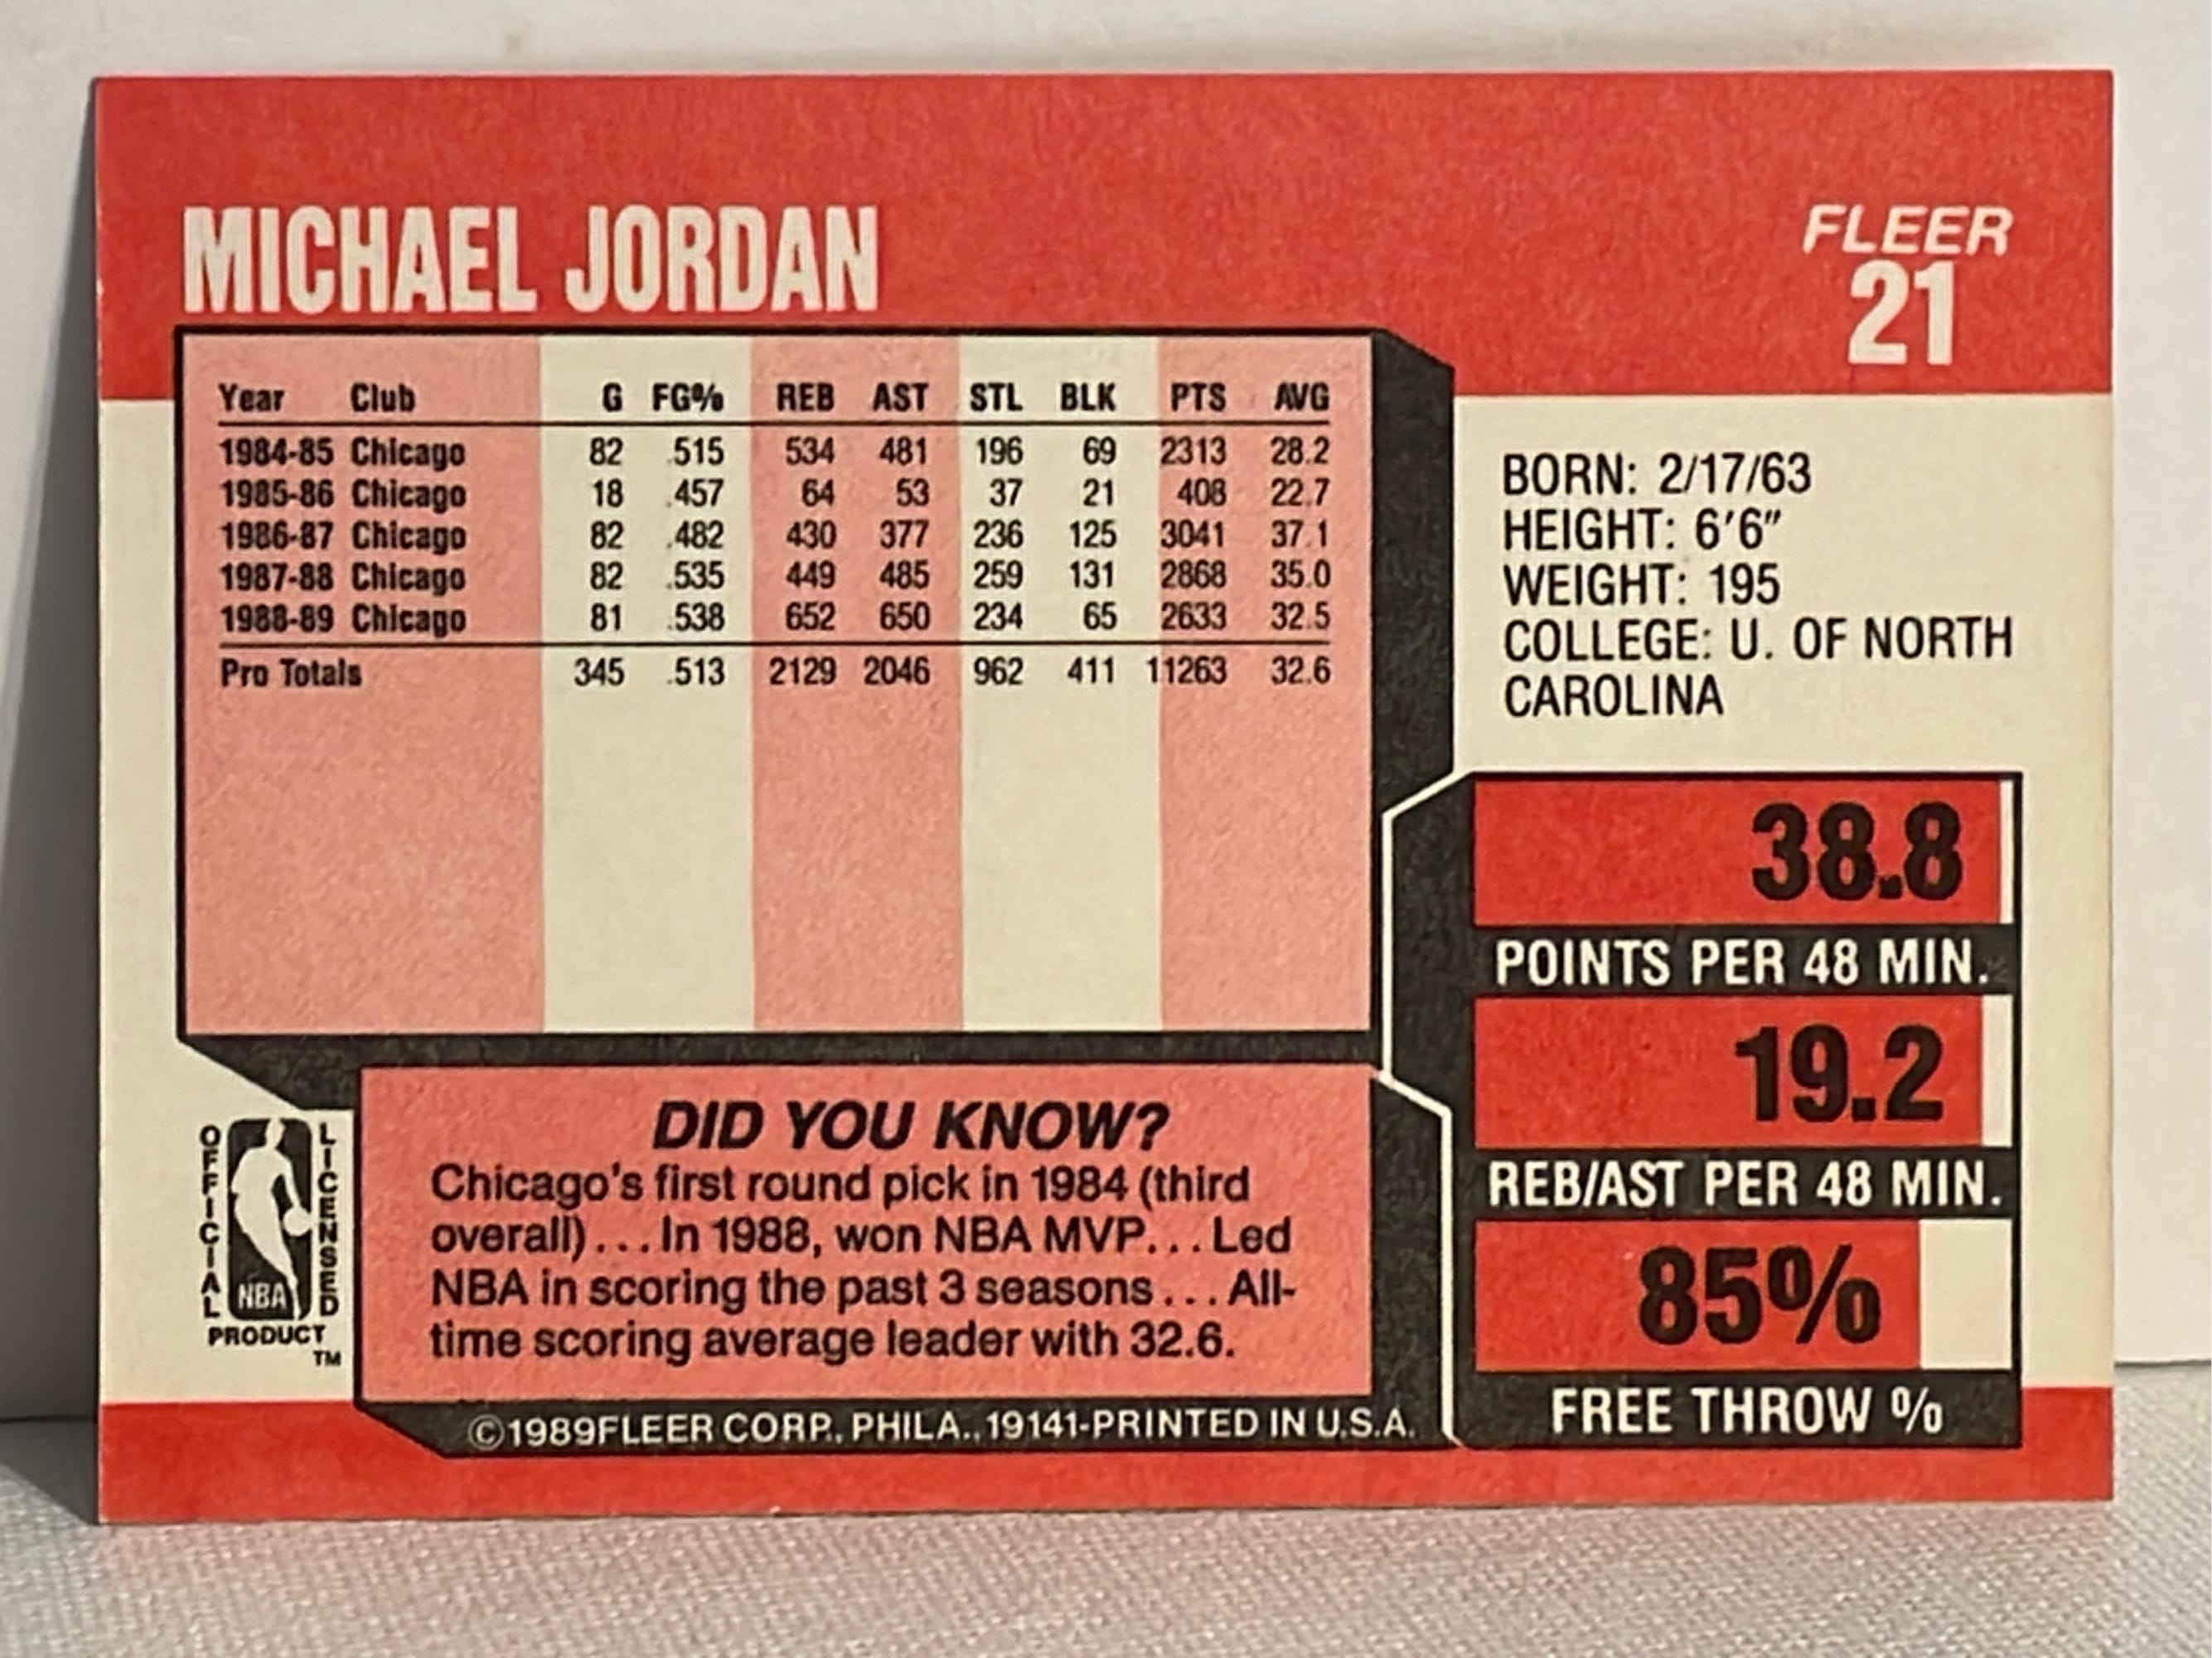 MICHAEL JORDAN
FLEER
21
Year Club G FG% REB AST STL BLK PTS AVG
1984-85 Chicago 82 .515 534 481 196 69 2313 28.2
1985-86 Chicago 18 .457 64 53 37 21 408 22.7
1986-87 Chicago 82 .482 430 377 236 125 3041 37.1
1987-88 Chicago 82 .535 449 485 259 131 2868 35.0
1988-89 Chicago 81 .538 652 650 234 65 2633 32.5
Pro Totals 345 .513 2129 2046 962 411 11263 32.6
BORN: 2/17/63
HEIGHT: 6'6"
WEIGHT: 195
COLLEGE: U. OF NORTH
CAROLINA
38.8
POINTS PER 48 MIN.
19.2
REB/AST PER 48 MIN.
85%
FREE THROW %
DID YOU KNOW?
Chicago's first round pick in 1984 (third
overall)...In 1988, won NBA MVP...Led
NBA in scoring the past 3 seasons...All-
time scoring average leader with 32.6.
OFFICIAL
NBA
LICENSED
PRODUCT
TM
©1989FLEER CORP., PHILA., 19141-PRINTED IN U.S.A.